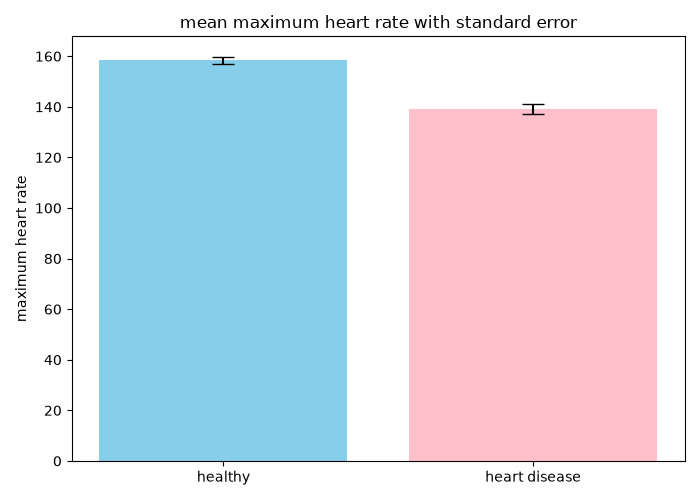 mean maximum heart rate with standard error
maximum heart rate
160
140
120
100
80
60
40
20
0
healthy
heart disease